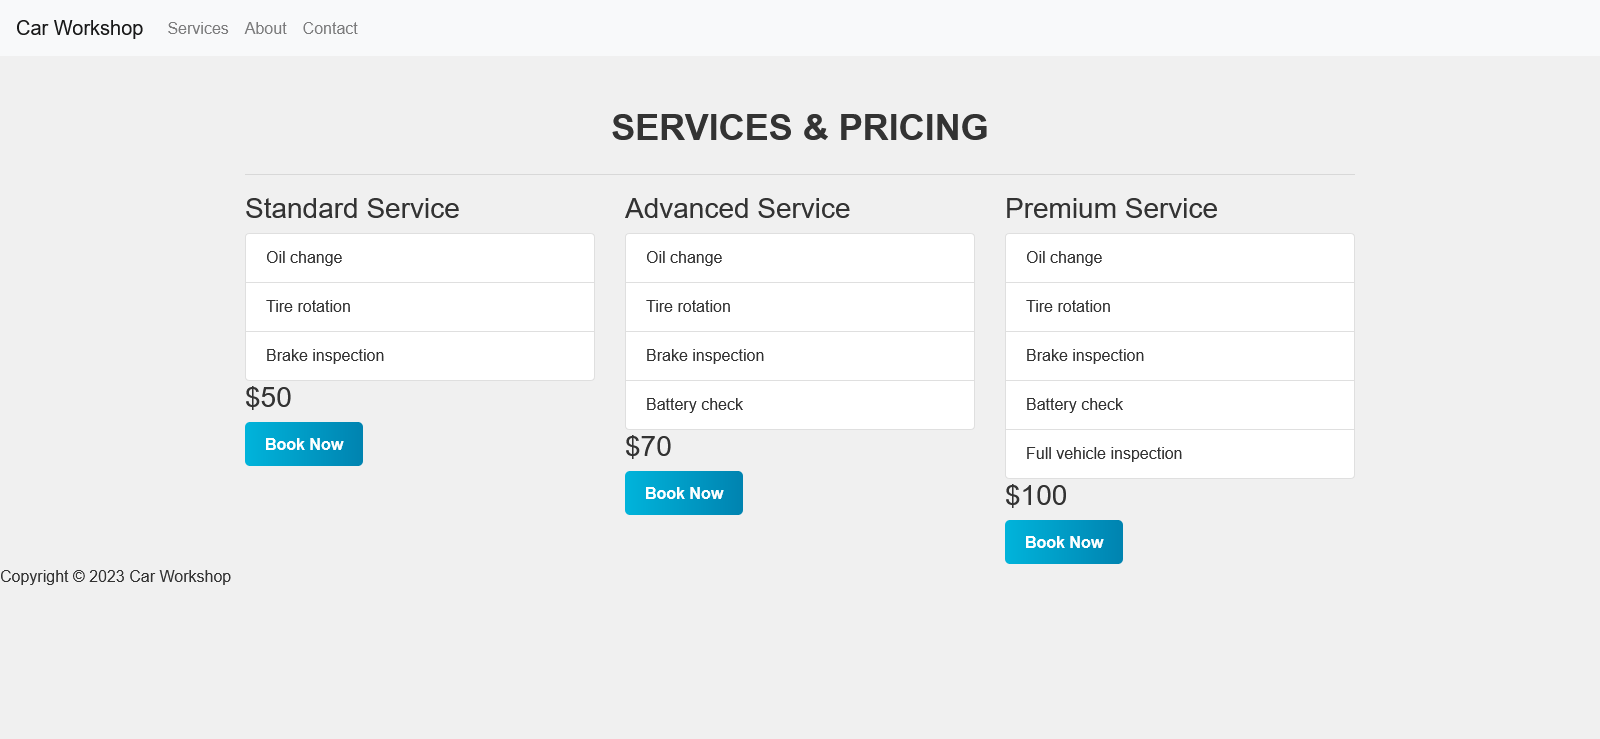 Car Workshop Services About Contact
SERVICES & PRICING
Standard Service
Oil change
Tire rotation
Brake inspection
$50
Book Now
Advanced Service
Oil change
Tire rotation
Brake inspection
Battery check
$70
Book Now
Premium Service
Oil change
Tire rotation
Brake inspection
Battery check
Full vehicle inspection
$100
Book Now
Copyright © 2023 Car Workshop